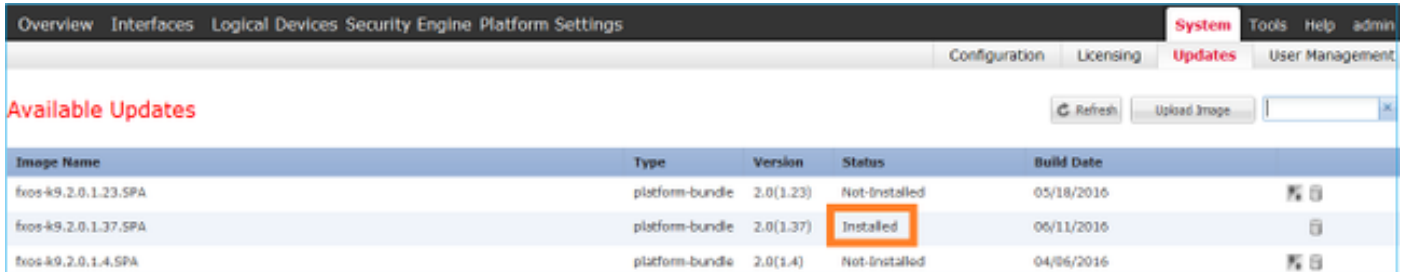 Overview Interfaces Logical Devices Security Engine Platform Settings System Tools Help admin
Configuration Licensing Updates User Management
Available Updates Refresh Upload Image
Image Name Type Version Status Build Date
fxos-k9.2.0.1.23.SPA platform-bundle 2.0(1.23) Not-Installed 05/18/2016
fxos-k9.2.0.1.37.SPA platform-bundle 2.0(1.37) Installed 06/11/2016
fxos-k9.2.0.1.4.SPA platform-bundle 2.0(1.4) Not-Installed 04/06/2016